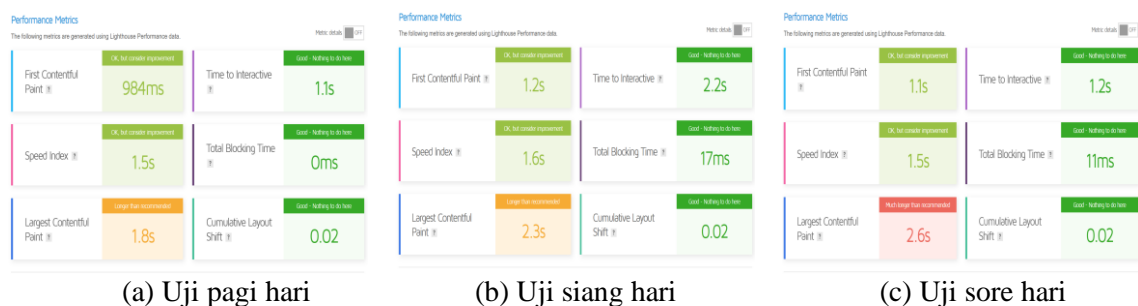 Performance Metrics
The following metrics are generated using Lighthouse Performance data.
Metric details
OFF
First Contentful Paint ?
OK, but consider improvement
984ms
Time to Interactive ?
Good - Nothing to do here
1.1s
Speed Index ?
OK, but consider improvement
1.5s
Total Blocking Time ?
Good - Nothing to do here
0ms
Largest Contentful Paint ?
Longer than recommended
1.8s
Cumulative Layout Shift ?
Good - Nothing to do here
0.02
(a) Uji pagi hari
Performance Metrics
The following metrics are generated using Lighthouse Performance data.
Metric details
OFF
First Contentful Paint ?
OK, but consider improvement
1.2s
Time to Interactive ?
Good - Nothing to do here
2.2s
Speed Index ?
OK, but consider improvement
1.6s
Total Blocking Time ?
Good - Nothing to do here
17ms
Largest Contentful Paint ?
Longer than recommended
2.3s
Cumulative Layout Shift ?
Good - Nothing to do here
0.02
(b) Uji siang hari
Performance Metrics
The following metrics are generated using Lighthouse Performance data.
Metric details
OFF
First Contentful Paint ?
OK, but consider improvement
1.1s
Time to Interactive ?
Good - Nothing to do here
1.2s
Speed Index ?
OK, but consider improvement
1.5s
Total Blocking Time ?
Good - Nothing to do here
11ms
Largest Contentful Paint ?
Much longer than recommended
2.6s
Cumulative Layout Shift ?
Good - Nothing to do here
0.02
(c) Uji sore hari